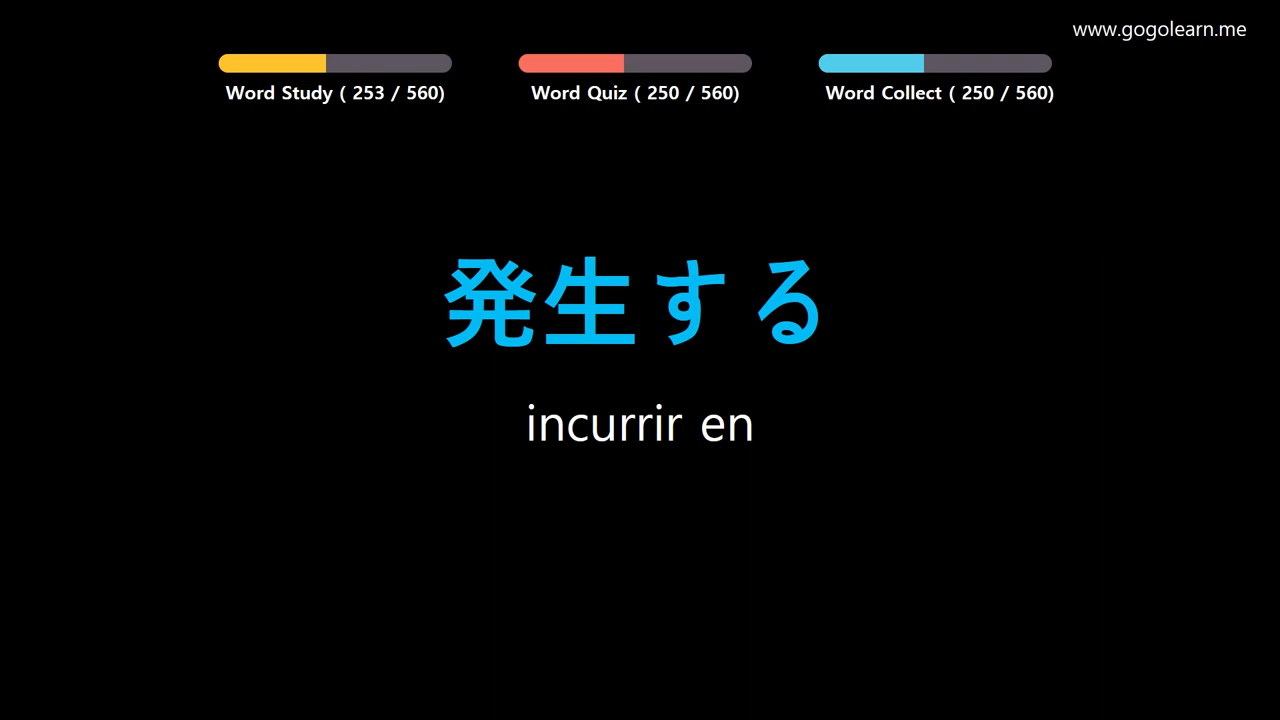 www.gogolearn.me
Word Study ( 253 / 560)
Word Quiz ( 250 / 560)
Word Collect ( 250 / 560)
発生する
incurrir en